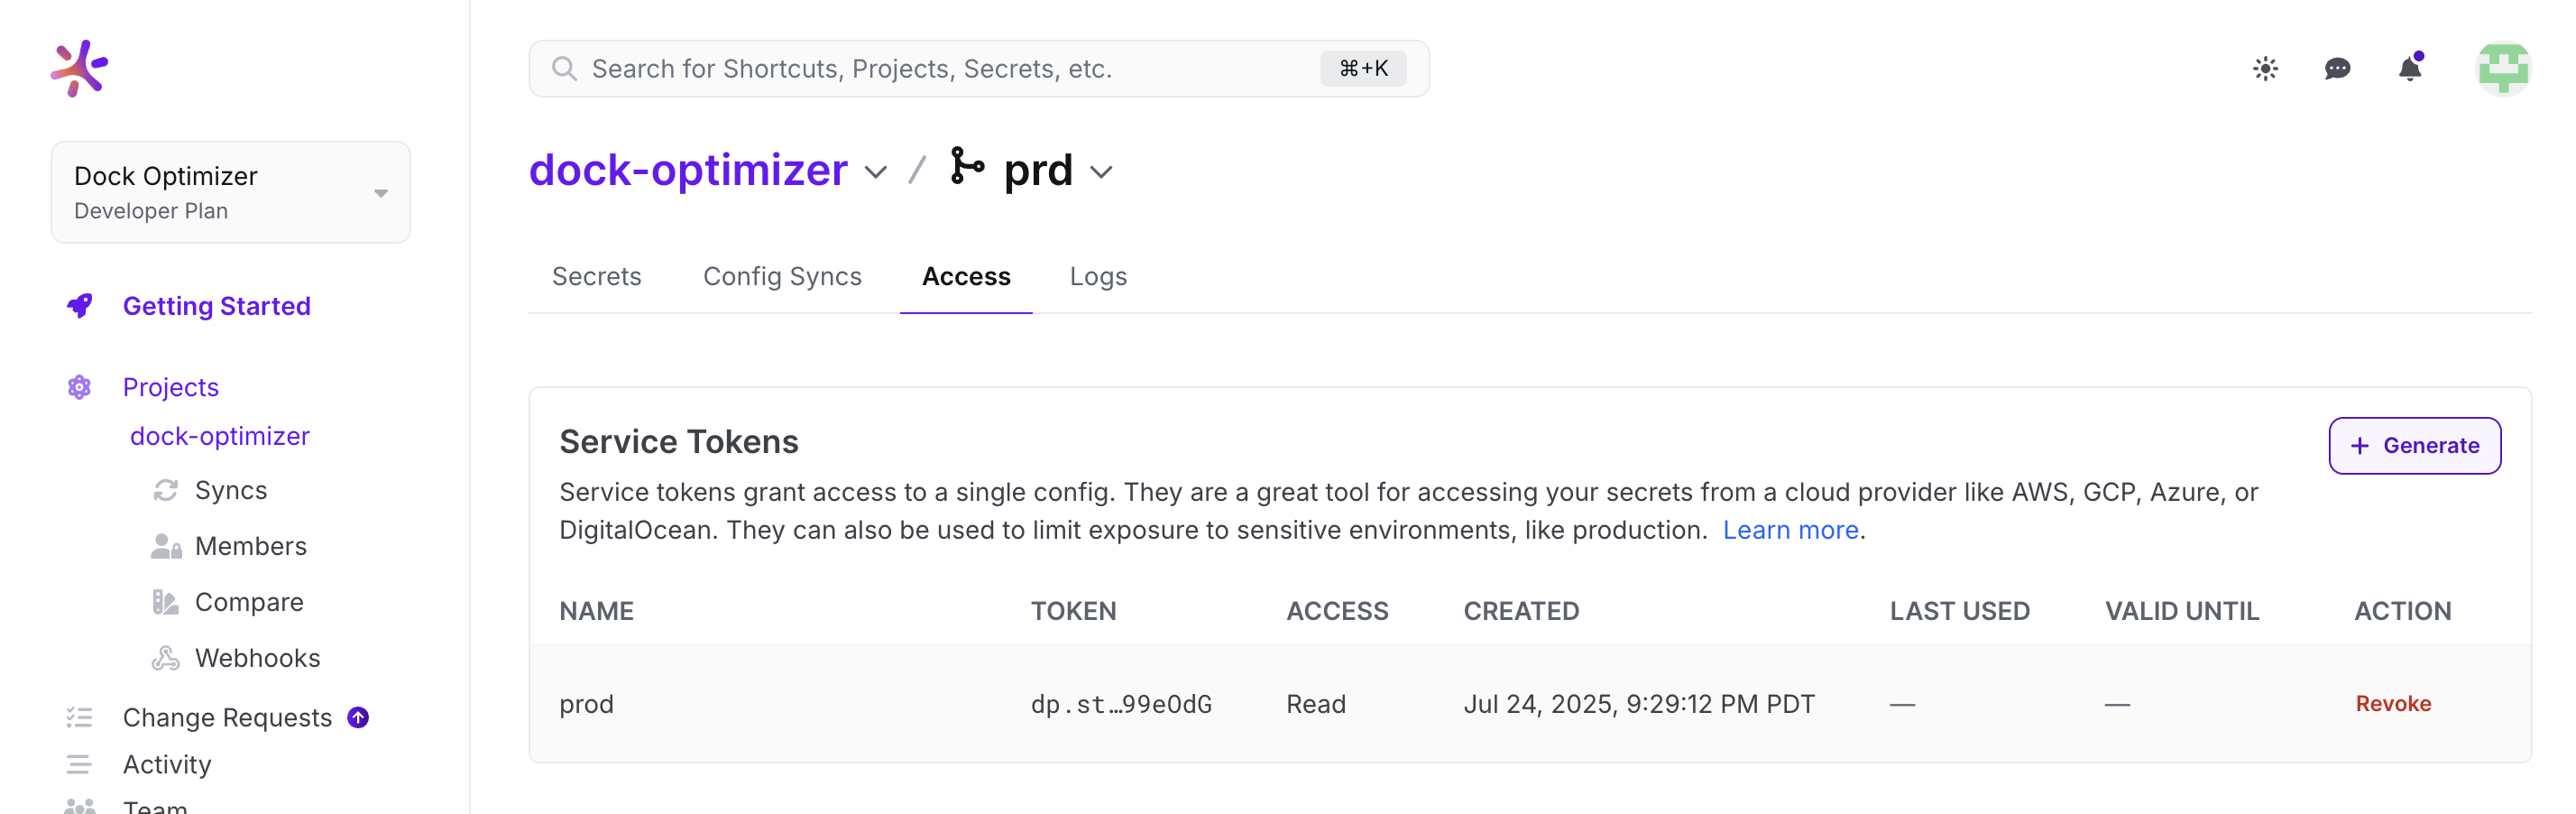 Search for Shortcuts, Projects, Secrets, etc.
⌘+K
Dock Optimizer
Developer Plan
Getting Started
Projects
dock-optimizer
Syncs
Members
Compare
Webhooks
Change Requests
Activity
Team
dock-optimizer / prd
Secrets Config Syncs Access Logs
Service Tokens
+ Generate
Service tokens grant access to a single config. They are a great tool for accessing your secrets from a cloud provider like AWS, GCP, Azure, or
DigitalOcean. They can also be used to limit exposure to sensitive environments, like production. Learn more.
NAME TOKEN ACCESS CREATED LAST USED VALID UNTIL ACTION
prod dp.st…99eOdG Read Jul 24, 2025, 9:29:12 PM PDT — — Revoke